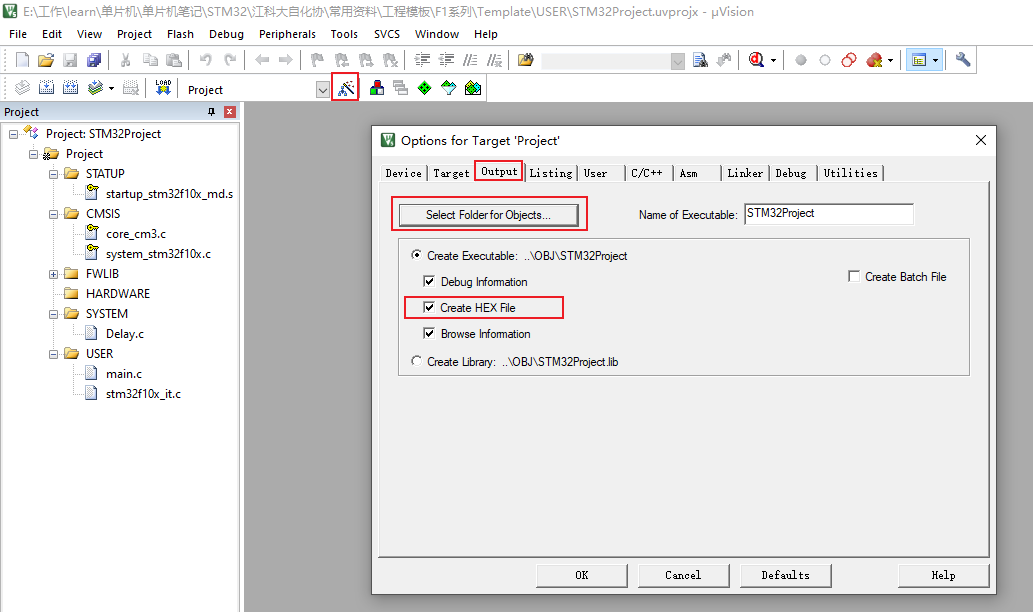 E:\工作\learn\单片机\单片机笔记\STM32\江科大自化协\常用资料\工程模板\F1系列\Template\USER\STM32Project.uvprojx - µVision
File Edit View Project Flash Debug Peripherals Tools SVCS Window Help
LOAD
Project
Project
Project: STM32Project
Project
STATUP
startup_stm32f10x_md.s
CMSIS
core_cm3.c
system_stm32f10x.c
FWLIB
HARDWARE
SYSTEM
Delay.c
USER
main.c
stm32f10x_it.c
Options for Target 'Project'
Device Target Output Listing User C/C++ Asm Linker Debug Utilities
Select Folder for Objects... Name of Executable: STM32Project
Create Executable: ..\OBJ\STM32Project
Debug Information Create Batch File
Create HEX File
Browse Information
Create Library: ..\OBJ\STM32Project.lib
OK Cancel Defaults Help